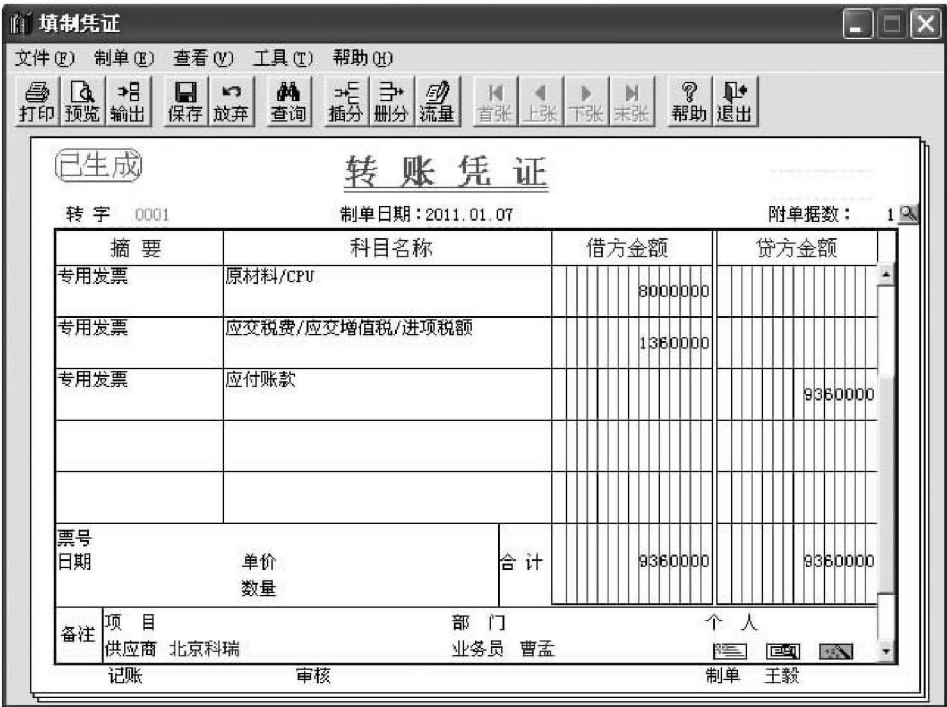 填制凭证
文件(F) 制单(E) 查看(V) 工具(T) 帮助(H)
打印 预览 输出 保存 放弃 查询 插分 删分 流量 首张 上张 下张 末张 帮助 退出
已生成
转账凭证
转 字 0001 制单日期:2011.01.07 附单据数: 1
摘 要 科目名称 借方金额 贷方金额
专用发票 原材料/CPU 8000000
专用发票 应交税费/应交增值税/进项税额 1360000
专用发票 应付账款 9360000
票号
日期 单价 合 计 9360000 9360000
数量
备注 项 目 部 门 个 人
供应商 北京科瑞 业务员 曹孟
记账 审核 制单 王毅